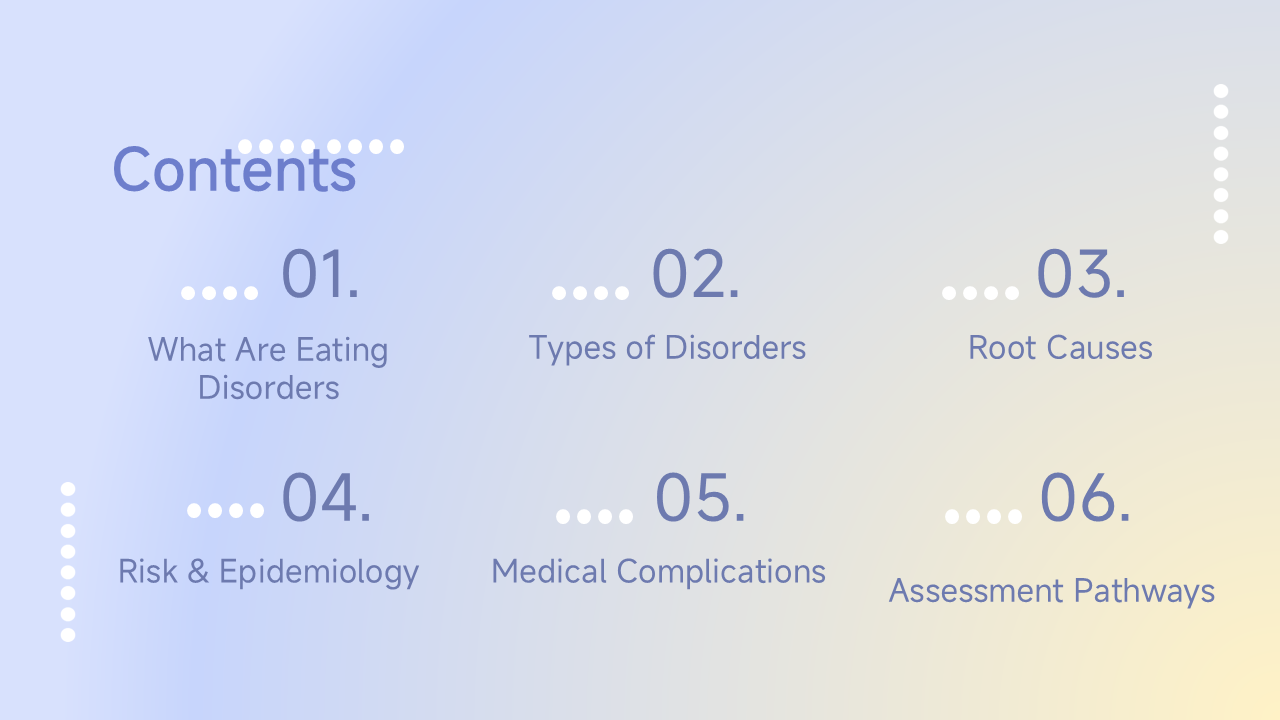 Contents
01.
What Are Eating
Disorders
02.
Types of Disorders
03.
Root Causes
04.
Risk & Epidemiology
05.
Medical Complications
06.
Assessment Pathways